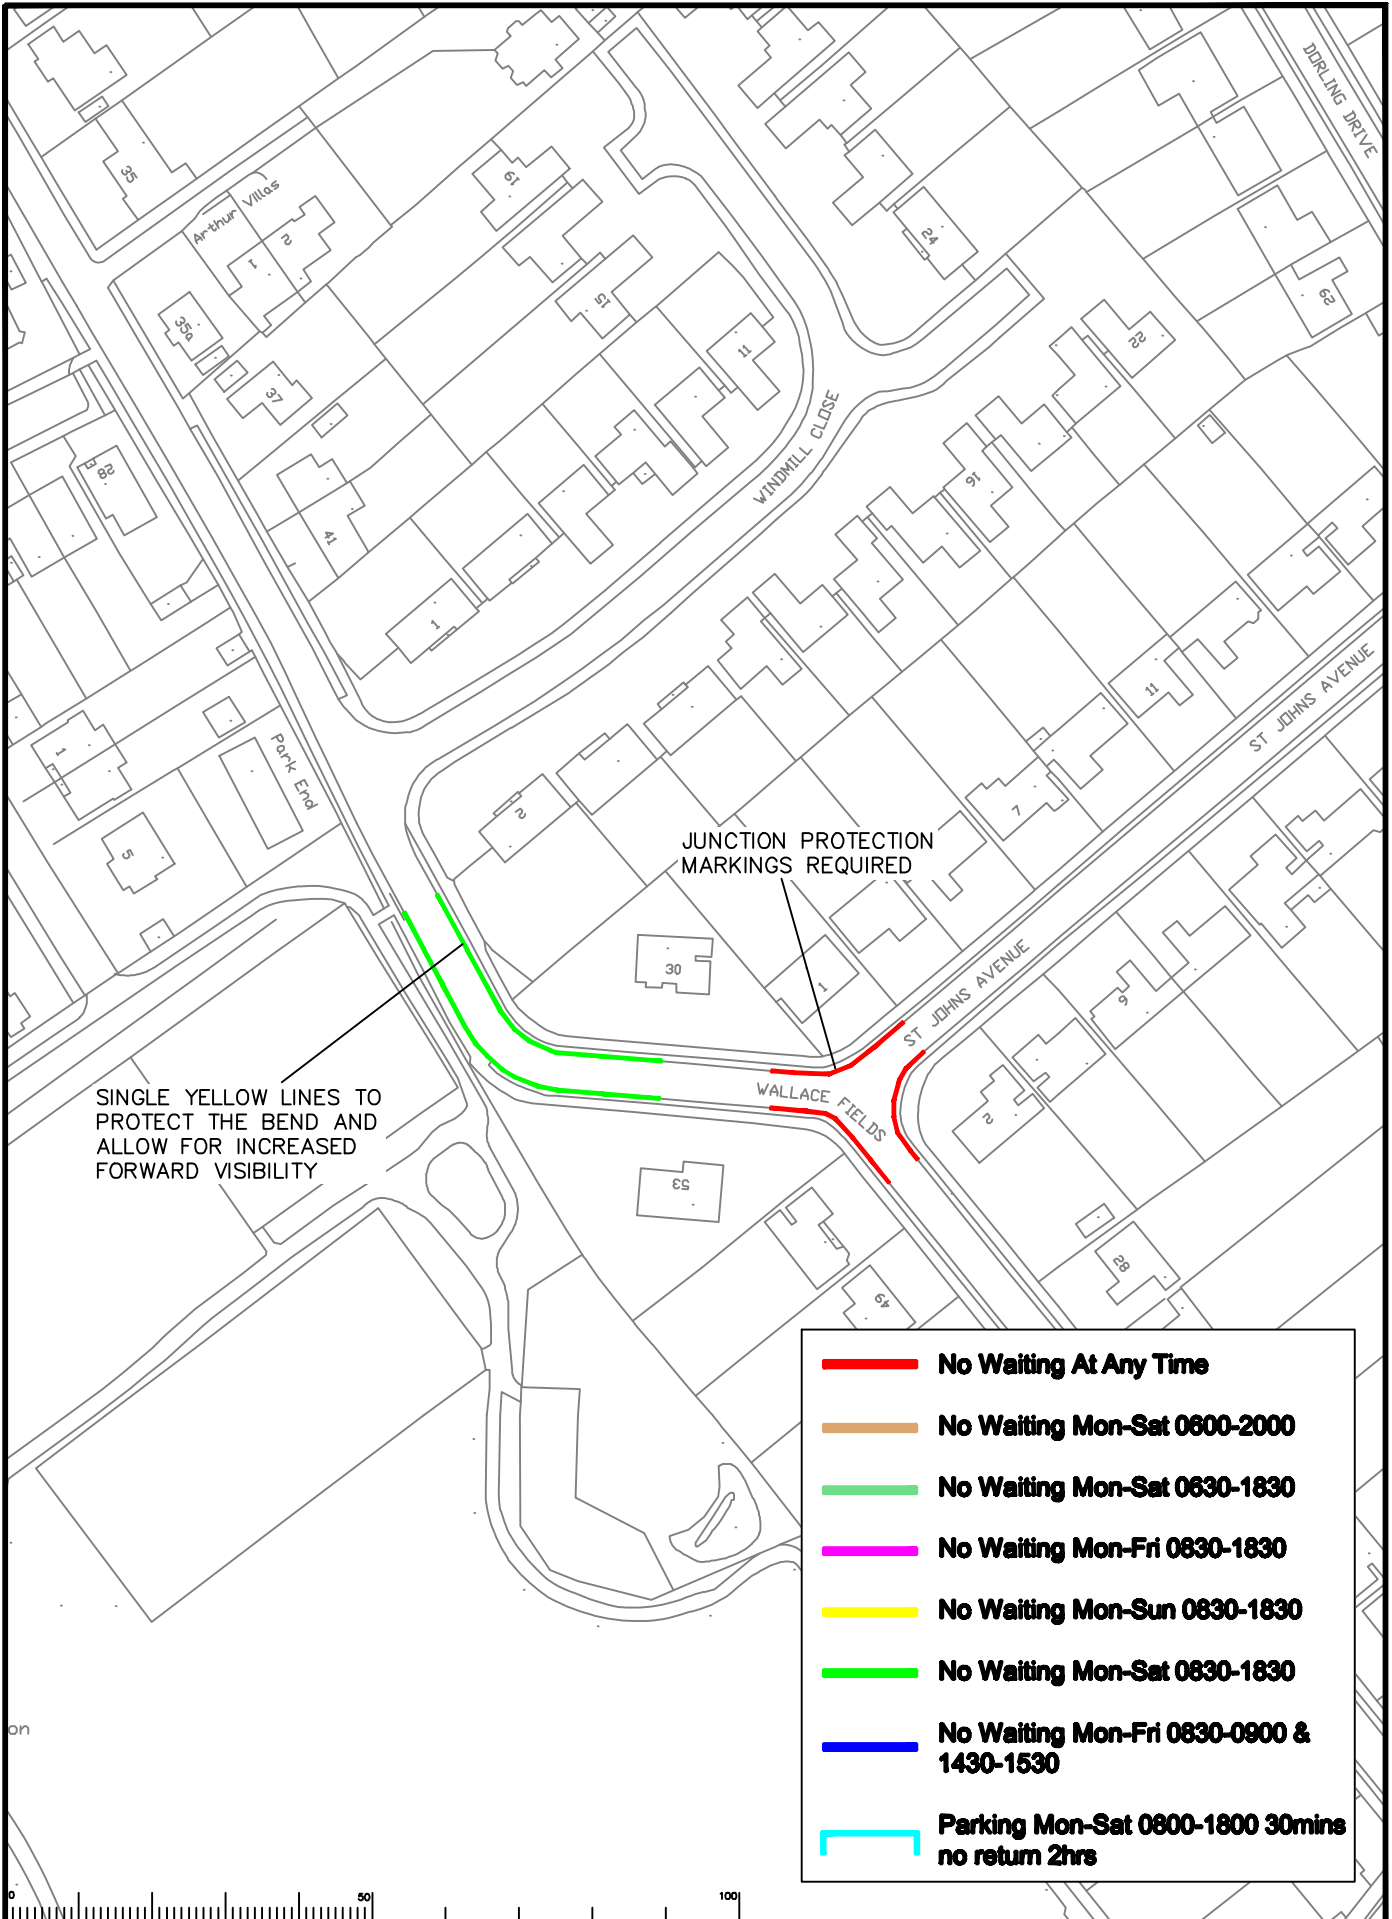 DORLING DRIVE
35
Arthur Villas
19
2
1
24
15
29
35a
11
22
37
WINDMILL CLOSE
28
16
41
1
ST JOHNS AVENUE
11
Park End
1
2
7
5
JUNCTION PROTECTION
MARKINGS REQUIRED
30
1
ST JOHNS AVENUE
9
SINGLE YELLOW LINES TO
PROTECT THE BEND AND
ALLOW FOR INCREASED
FORWARD VISIBILITY
WALLACE FIELDS
2
53
28
49
No Waiting At Any Time
No Waiting Mon-Sat 0600-2000
No Waiting Mon-Sat 0630-1830
No Waiting Mon-Fri 0830-1830
No Waiting Mon-Sun 0830-1830
No Waiting Mon-Sat 0830-1830
No Waiting Mon-Fri 0830-0900 &
1430-1530
Parking Mon-Sat 0800-1800 30mins
no return 2hrs
on
0
50
100